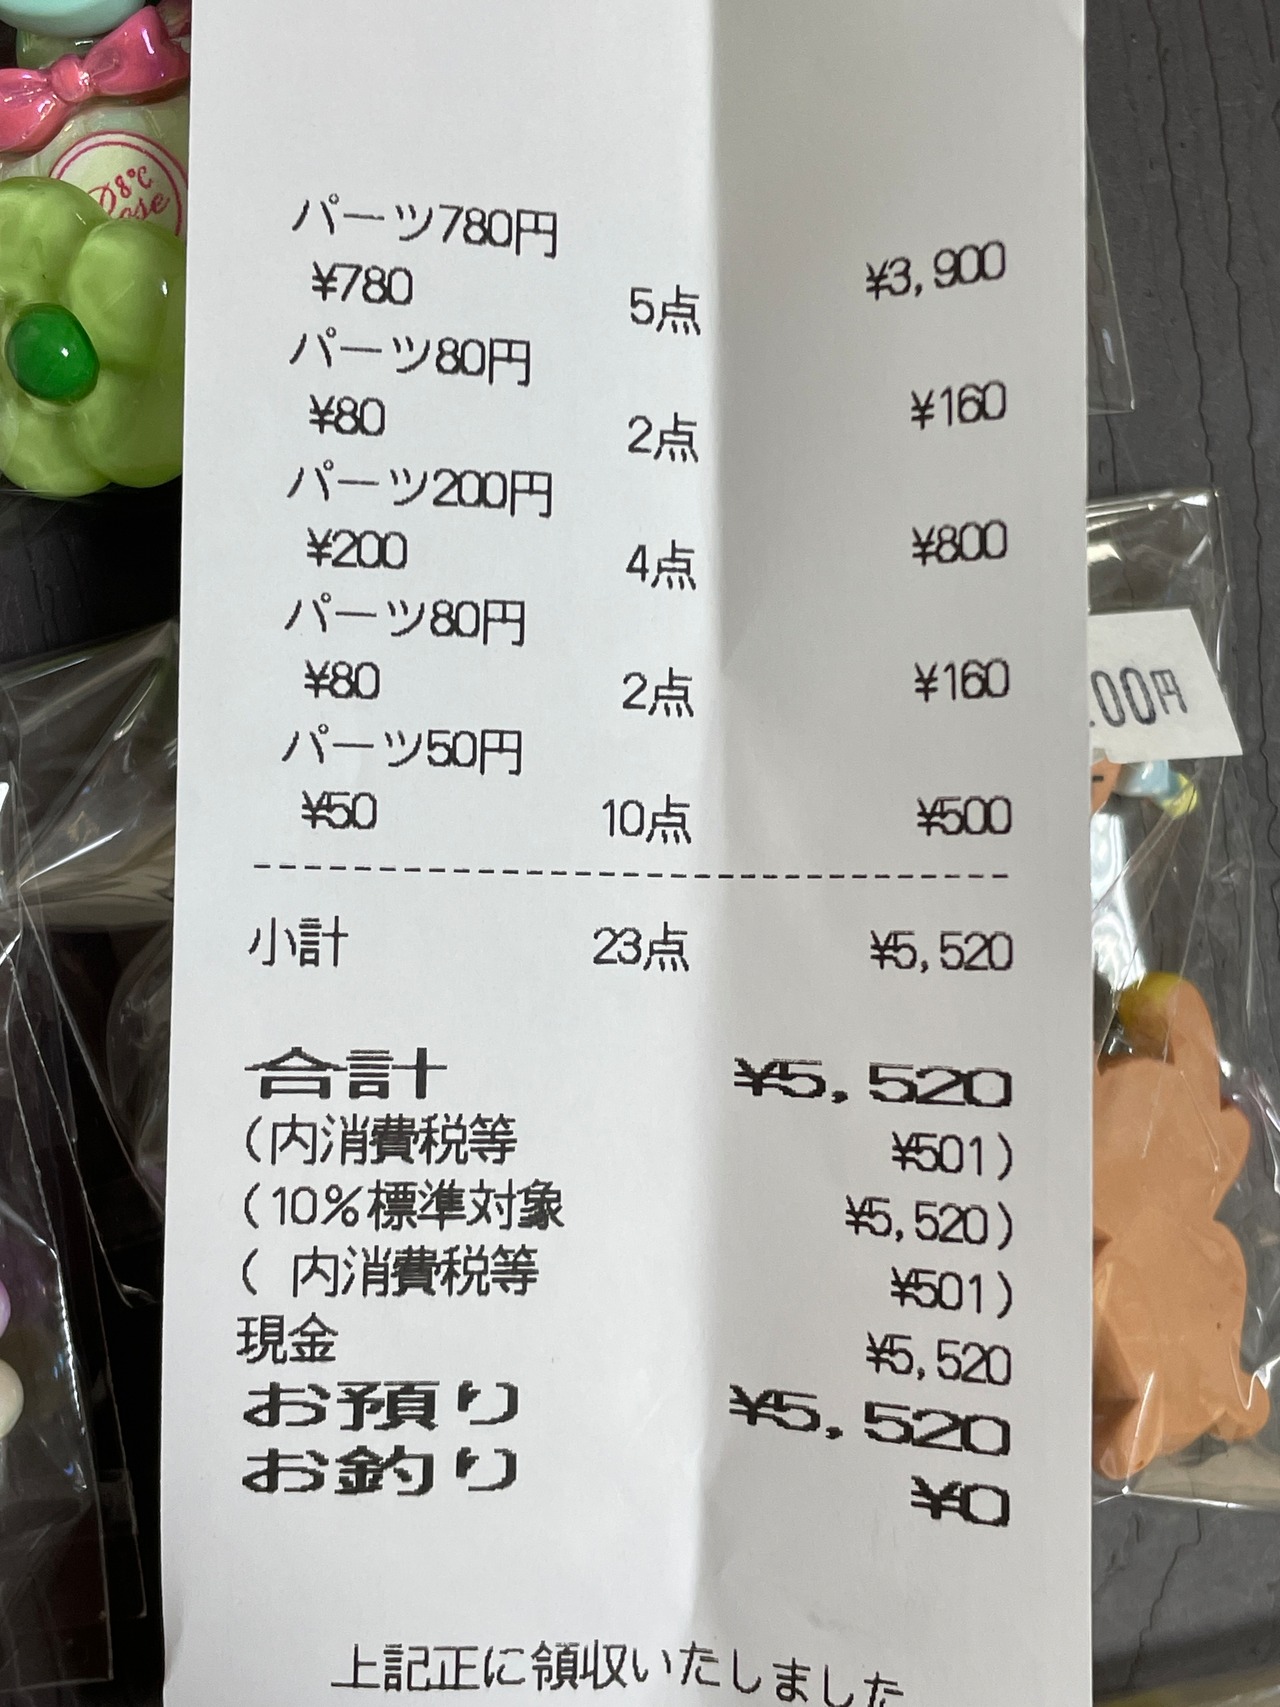 8℃
Rose
パーツ780円
¥780 5点 ¥3,900
パーツ80円
¥80 2点 ¥160
パーツ200円
¥200 4点 ¥800
パーツ80円
¥80 2点 ¥160
パーツ50円
¥50 10点 ¥500
小計 23点 ¥5,520
合計 ¥5,520
(内消費税等 ¥501)
(10%標準対象 ¥5,520)
( 内消費税等 ¥501)
現金 ¥5,520
お預り ¥5,520
お釣り ¥0
上記正に領収いたしました
00円